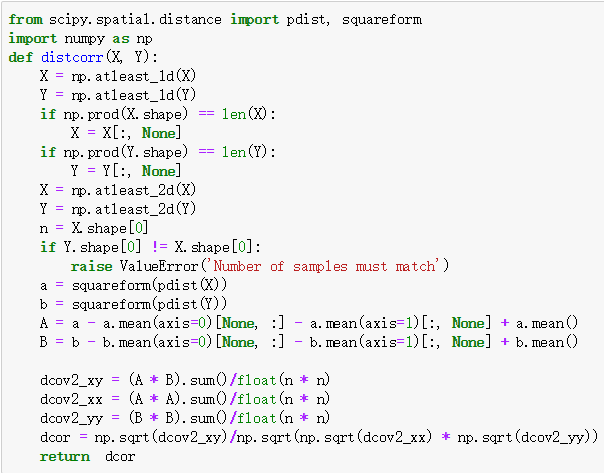 from scipy.spatial.distance import pdist, squareform
import numpy as np
def distcorr(X, Y):
    X = np.atleast_1d(X)
    Y = np.atleast_1d(Y)
    if np.prod(X.shape) == len(X):
        X = X[:, None]
    if np.prod(Y.shape) == len(Y):
        Y = Y[:, None]
    X = np.atleast_2d(X)
    Y = np.atleast_2d(Y)
    n = X.shape[0]
    if Y.shape[0] != X.shape[0]:
        raise ValueError('Number of samples must match')
    a = squareform(pdist(X))
    b = squareform(pdist(Y))
    A = a - a.mean(axis=0)[None, :] - a.mean(axis=1)[:, None] + a.mean()
    B = b - b.mean(axis=0)[None, :] - b.mean(axis=1)[:, None] + b.mean()

    dcov2_xy = (A * B).sum()/float(n * n)
    dcov2_xx = (A * A).sum()/float(n * n)
    dcov2_yy = (B * B).sum()/float(n * n)
    dcor = np.sqrt(dcov2_xy)/np.sqrt(np.sqrt(dcov2_xx) * np.sqrt(dcov2_yy))
    return  dcor